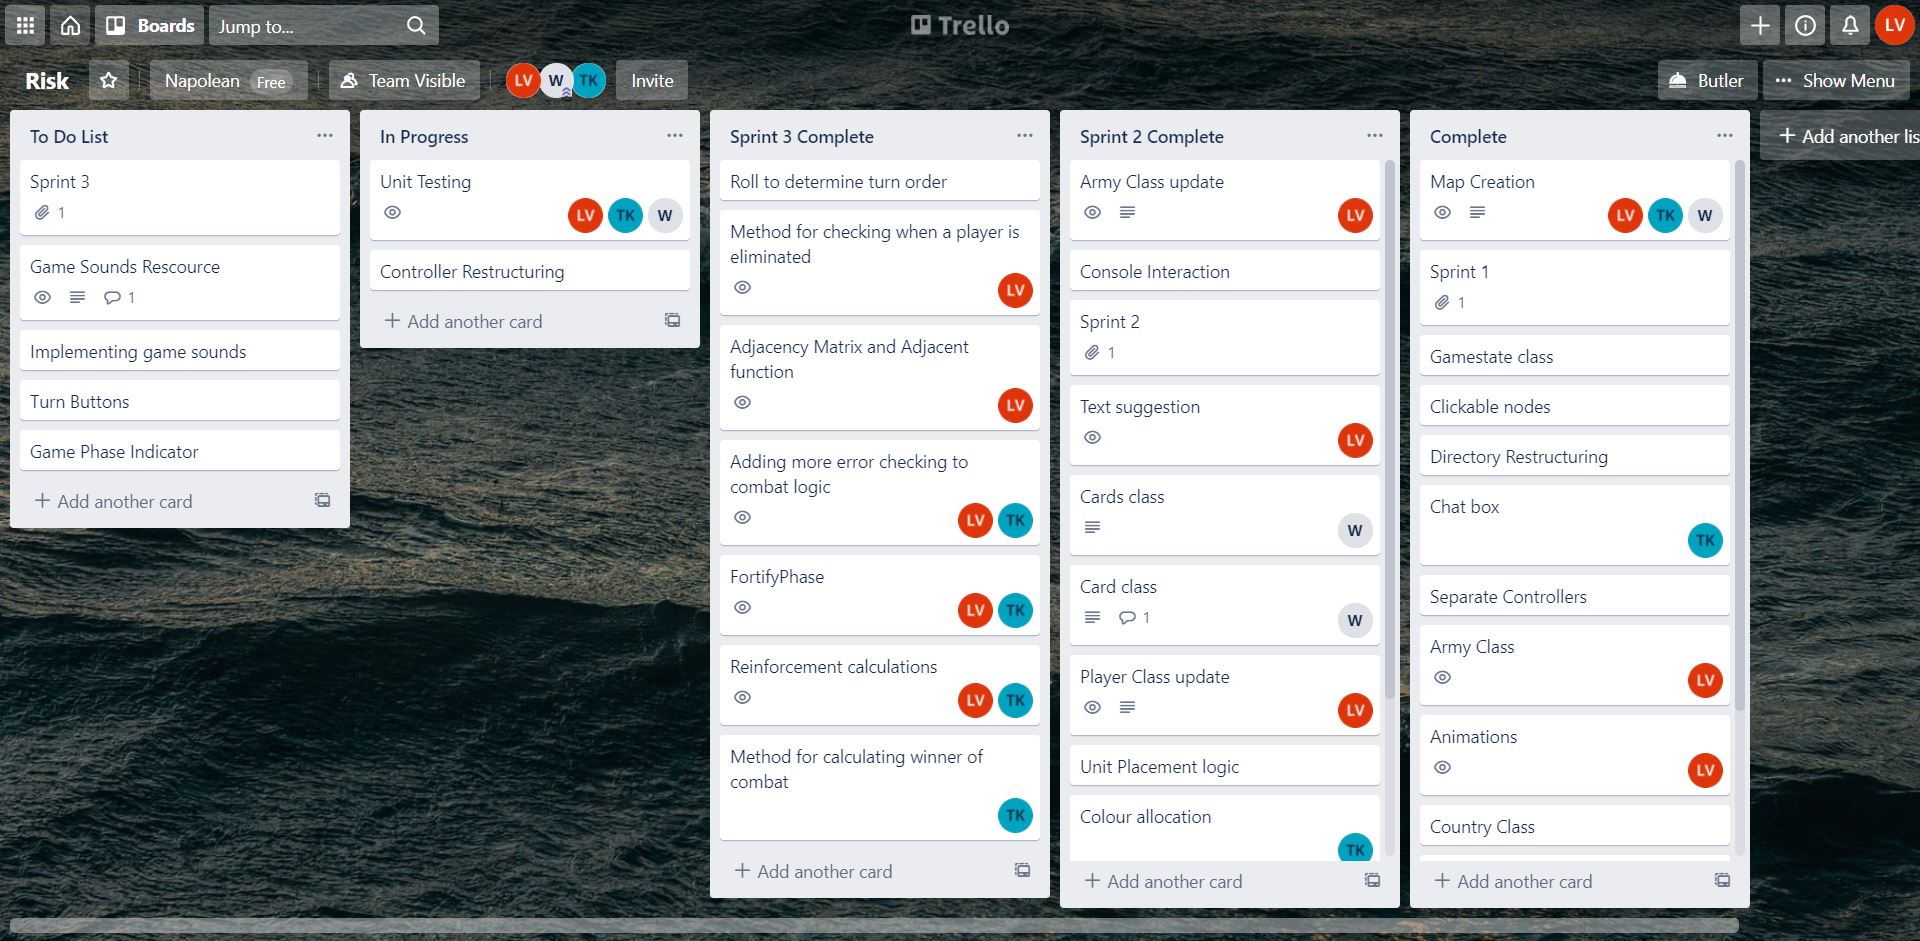 Boards
Jump to...
Trello
LV
Risk
Napolean Free
Team Visible
LV W TK
Invite
Butler
Show Menu
To Do List
Sprint 3
1
Game Sounds Rescource
1
Implementing game sounds
Turn Buttons
Game Phase Indicator
Add another card
In Progress
Unit Testing
LV TK W
Controller Restructuring
Add another card
Sprint 3 Complete
Roll to determine turn order
Method for checking when a player is
eliminated
LV
Adjacency Matrix and Adjacent
function
LV
Adding more error checking to
combat logic
LV TK
FortifyPhase
LV TK
Reinforcement calculations
LV TK
Method for calculating winner of
combat
TK
Add another card
Sprint 2 Complete
Army Class update
LV
Console Interaction
Sprint 2
1
Text suggestion
LV
Cards class
W
Card class
1
W
Player Class update
LV
Unit Placement logic
Colour allocation
TK
Add another card
Complete
Map Creation
LV TK W
Sprint 1
1
Gamestate class
Clickable nodes
Directory Restructuring
Chat box
TK
Separate Controllers
Army Class
LV
Animations
LV
Country Class
Add another card
Add another lis